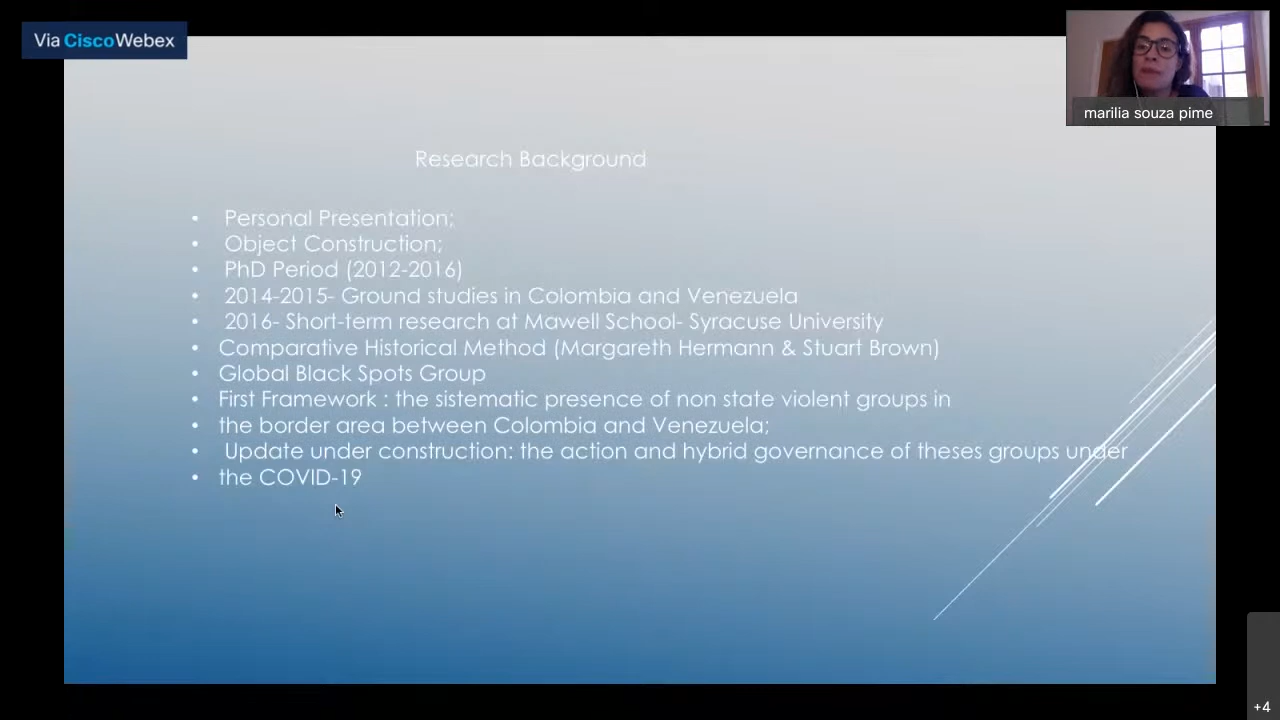 Via CiscoWebex
marilia souza pime
Research Background
• Personal Presentation;
• Object Construction;
• PhD Period (2012-2016)
• 2014-2015- Ground studies in Colombia and Venezuela
• 2016- Short-term research at Mawell School- Syracuse University
• Comparative Historical Method (Margareth Hermann & Stuart Brown)
• Global Black Spots Group
• First Framework : the sistematic presence of non state violent groups in
• the border area between Colombia and Venezuela;
• Update under construction: the action and hybrid governance of theses groups under
• the COVID-19
+4